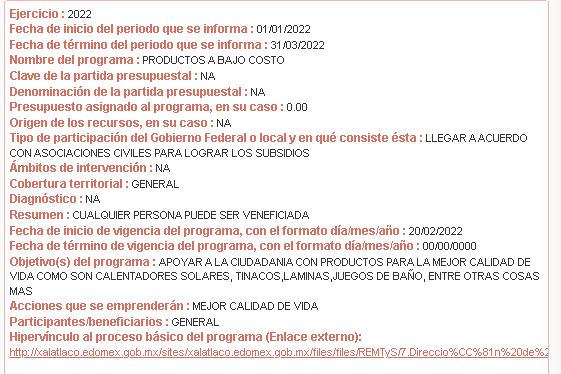 Ejercicio : 2022
Fecha de inicio del periodo que se informa : 01/01/2022
Fecha de término del periodo que se informa : 31/03/2022
Nombre del programa : PRODUCTOS A BAJO COSTO
Clave de la partida presupuestal : NA
Denominación de la partida presupuestal : NA
Presupuesto asignado al programa, en su caso : 0.00
Origen de los recursos, en su caso : NA
Tipo de participación del Gobierno Federal o local y en qué consiste ésta : LLEGAR A ACUERDO
CON ASOCIACIONES CIVILES PARA LOGRAR LOS SUBSIDIOS
Ámbitos de intervención : NA
Cobertura territorial : GENERAL
Diagnóstico : NA
Resumen : CUALQUIER PERSONA PUEDE SER VENEFICIADA
Fecha de inicio de vigencia del programa, con el formato día/mes/año : 20/02/2022
Fecha de término de vigencia del programa, con el formato día/mes/año : 00/00/0000
Objetivo(s) del programa : APOYAR A LA CIUDADANIA CON PRODUCTOS PARA LA MEJOR CALIDAD DE
VIDA COMO SON CALENTADORES SOLARES, TINACOS,LAMINAS,JUEGOS DE BAÑO, ENTRE OTRAS COSAS
MAS
Acciones que se emprenderán : MEJOR CALIDAD DE VIDA
Participantes/beneficiarios : GENERAL
Hipervínculo al proceso básico del programa (Enlace externo):
http://xalatlaco.edomex.gob.mx/sites/xalatlaco.edomex.gob.mx/files/files/REMTyS/7.Direccio%CC%81n%20de%2